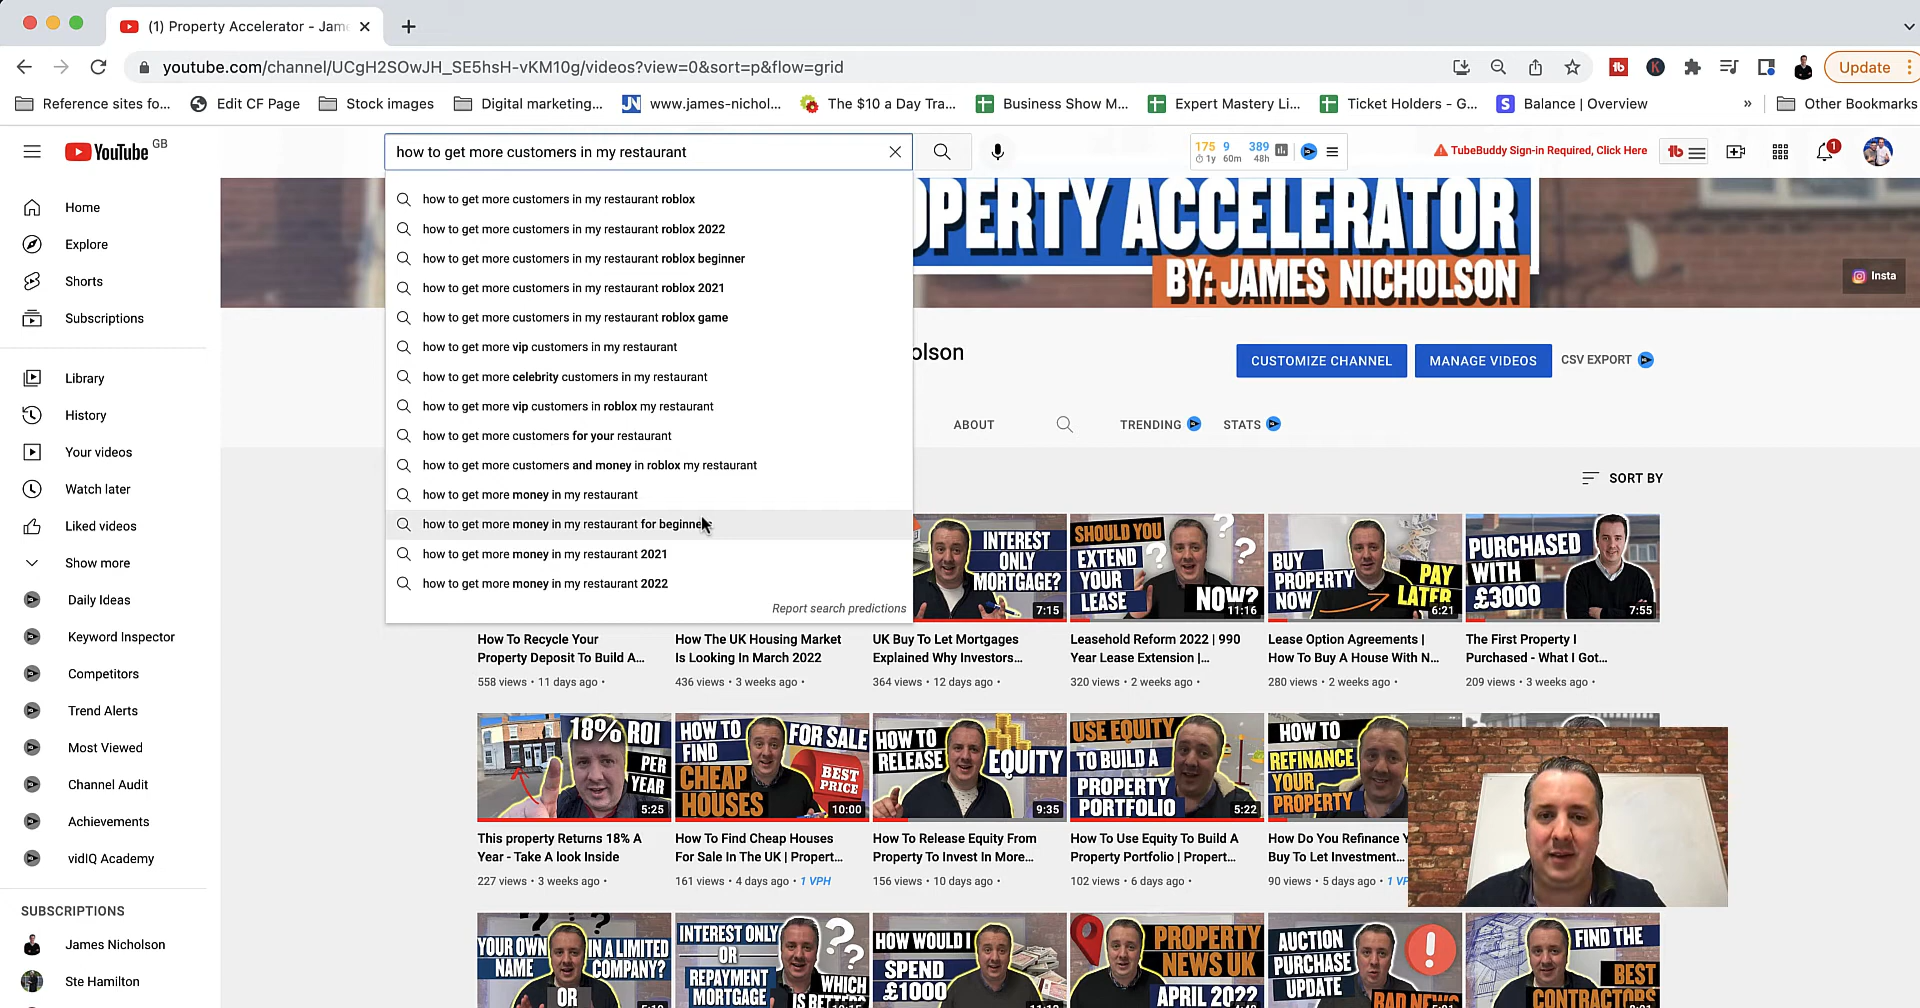 (1) Property Accelerator - Jam
youtube.com/channel/UCgH2SOwJH_SE5hsH-vKM10g/videos?view=0&sort=p&flow=grid
Update
Reference sites fo...
Edit CF Page
Stock images
Digital marketing...
JN
www.james-nichol...
The $10 a Day Tra...
Business Show M...
Expert Mastery Li...
Ticket Holders - G...
S
Balance | Overview
»
Other Bookmarks
YouTube GB
how to get more customers in my restaurant
175 9 389
1y 60m 48h
TubeBuddy Sign-in Required, Click Here
1
Home
Explore
Shorts
Subscriptions
Library
History
Your videos
Watch later
Liked videos
Show more
Daily Ideas
Keyword Inspector
Competitors
Trend Alerts
Most Viewed
Channel Audit
Achievements
vidIQ Academy
SUBSCRIPTIONS
James Nicholson
Ste Hamilton
how to get more customers in my restaurant roblox
how to get more customers in my restaurant roblox 2022
how to get more customers in my restaurant roblox beginner
how to get more customers in my restaurant roblox 2021
how to get more customers in my restaurant roblox game
how to get more vip customers in my restaurant
how to get more celebrity customers in my restaurant
how to get more vip customers in roblox my restaurant
how to get more customers for your restaurant
how to get more customers and money in roblox my restaurant
how to get more money in my restaurant
how to get more money in my restaurant for beginners
how to get more money in my restaurant 2021
how to get more money in my restaurant 2022
Report search predictions
OPERTY ACCELERATOR
BY: JAMES NICHOLSON
Insta
olson
CUSTOMIZE CHANNEL
MANAGE VIDEOS
CSV EXPORT
ABOUT
TRENDING
STATS
SORT BY
INTEREST
ONLY
MORTGAGE?
7:15
SHOULD YOU
EXTEND
YOUR
LEASE
NOW?
11:16
BUY
PROPERTY
NOW
PAY
LATER
6:21
PURCHASED
WITH
£3000
7:55
How To Recycle Your
Property Deposit To Build A...
558 views • 11 days ago •
How The UK Housing Market
Is Looking In March 2022
436 views • 3 weeks ago •
UK Buy To Let Mortgages
Explained Why Investors...
364 views • 12 days ago •
Leasehold Reform 2022 | 990
Year Lease Extension |...
320 views • 2 weeks ago •
Lease Option Agreements |
How To Buy A House With N...
280 views • 2 weeks ago •
The First Property I
Purchased - What I Got...
209 views • 3 weeks ago •
18% ROI
PER
YEAR
5:25
HOW TO
FIND
CHEAP
HOUSES
FOR SALE
BEST
PRICE
10:00
HOW TO
RELEASE
EQUITY
9:35
USE EQUITY
TO BUILD A
PROPERTY
PORTFOLIO
5:22
HOW TO
REFINANCE
YOUR
PROPERTY
This property Returns 18% A
Year - Take A look Inside
227 views • 3 weeks ago •
How To Find Cheap Houses
For Sale In The UK | Propert...
161 views • 4 days ago • 1 VPH
How To Release Equity From
Property To Invest In More...
156 views • 10 days ago •
How To Use Equity To Build A
Property Portfolio | Propert...
102 views • 6 days ago •
How Do You Refinance Y
Buy To Let Investment...
90 views • 5 days ago • 1 VP
YOUR OWN
NAME
OR
IN A LIMITED
COMPANY?
INTEREST ONLY
OR
REPAYMENT
MORTGAGE
WHICH
IS BETTER
HOW WOULD I
SPEND
£1000
PROPERTY
NEWS UK
APRIL 2022
AUCTION
PURCHASE
UPDATE
BAD NEWS
FIND THE
BEST
CONTRACTORS